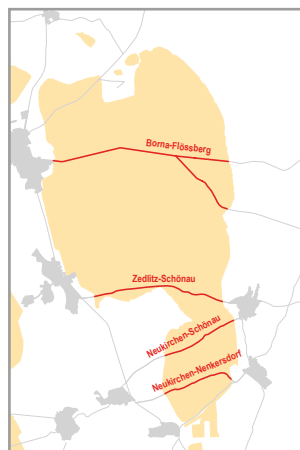 Borna-Flössberg
Zedlitz-Schönau
Neukirchen-Schönau
Neukirchen-Nenkersdorf